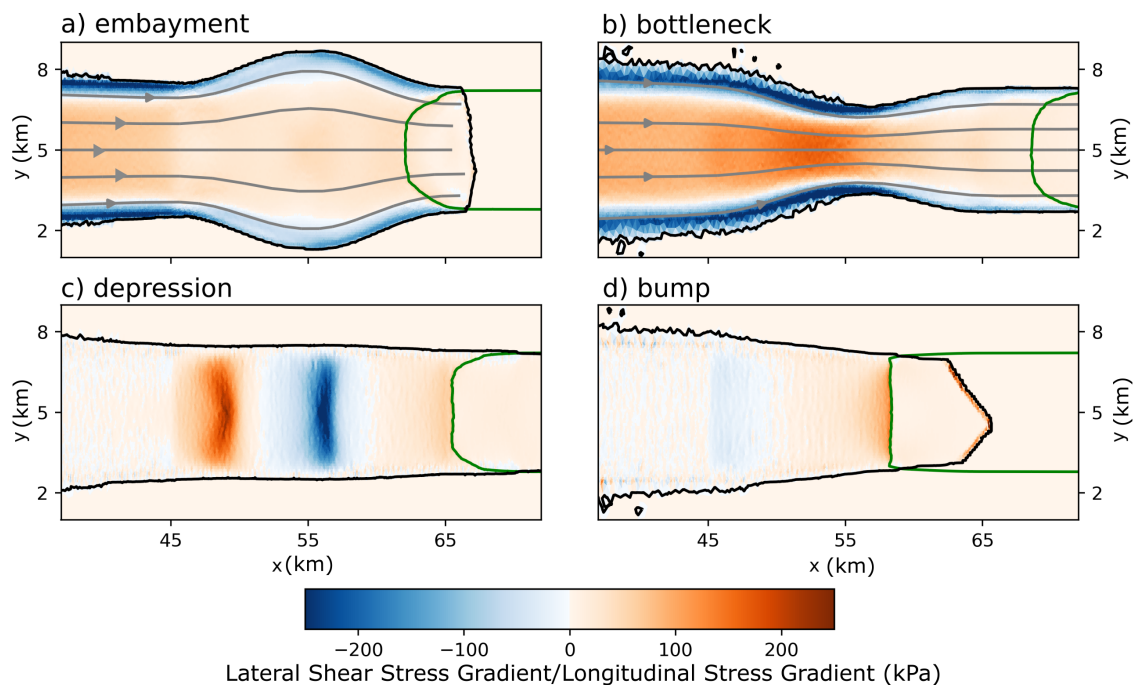 a) embayment
b) bottleneck
8
5
2
y (km)
8
5
2
y (km)
c) depression
d) bump
8
5
2
y (km)
8
5
2
y (km)
45 55 65
x (km)
45 55 65
x (km)
−200 −100 0 100 200
Lateral Shear Stress Gradient/Longitudinal Stress Gradient (kPa)